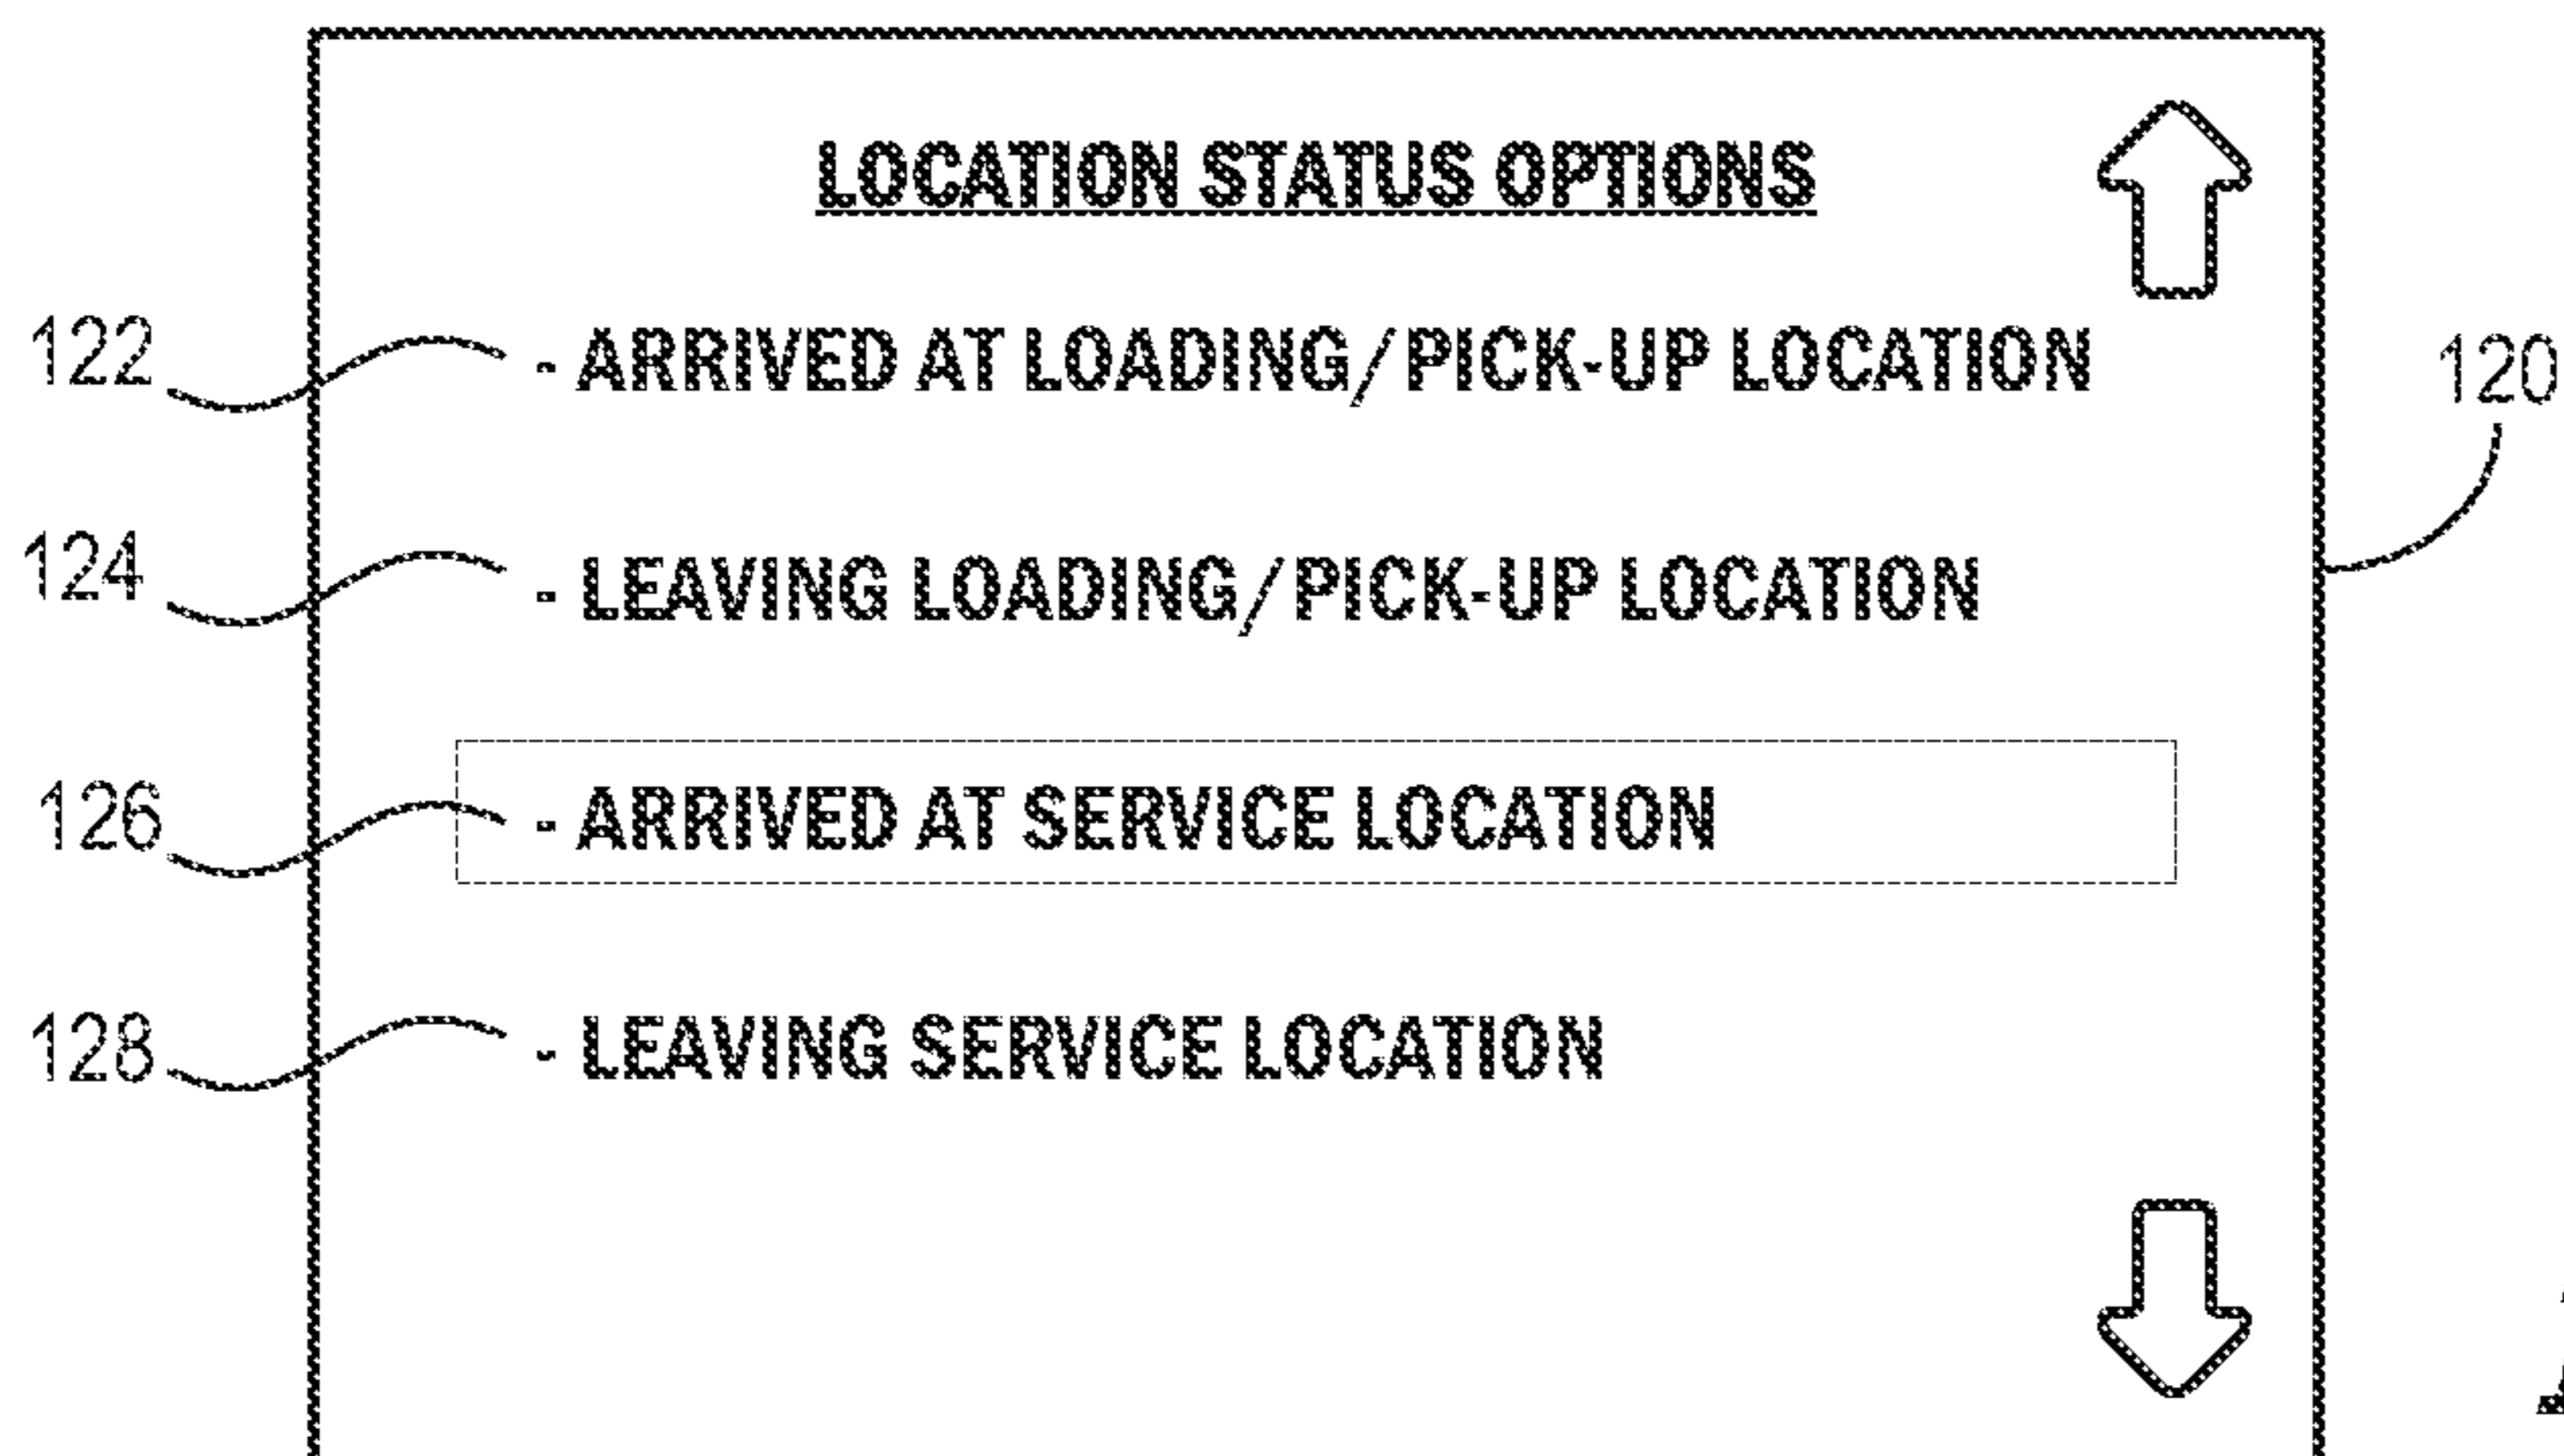 LOCATION STATUS OPTIONS
122 - ARRIVED AT LOADING/PICK-UP LOCATION
120
124 - LEAVING LOADING/PICK-UP LOCATION
126 - ARRIVED AT SERVICE LOCATION
128 - LEAVING SERVICE LOCATION